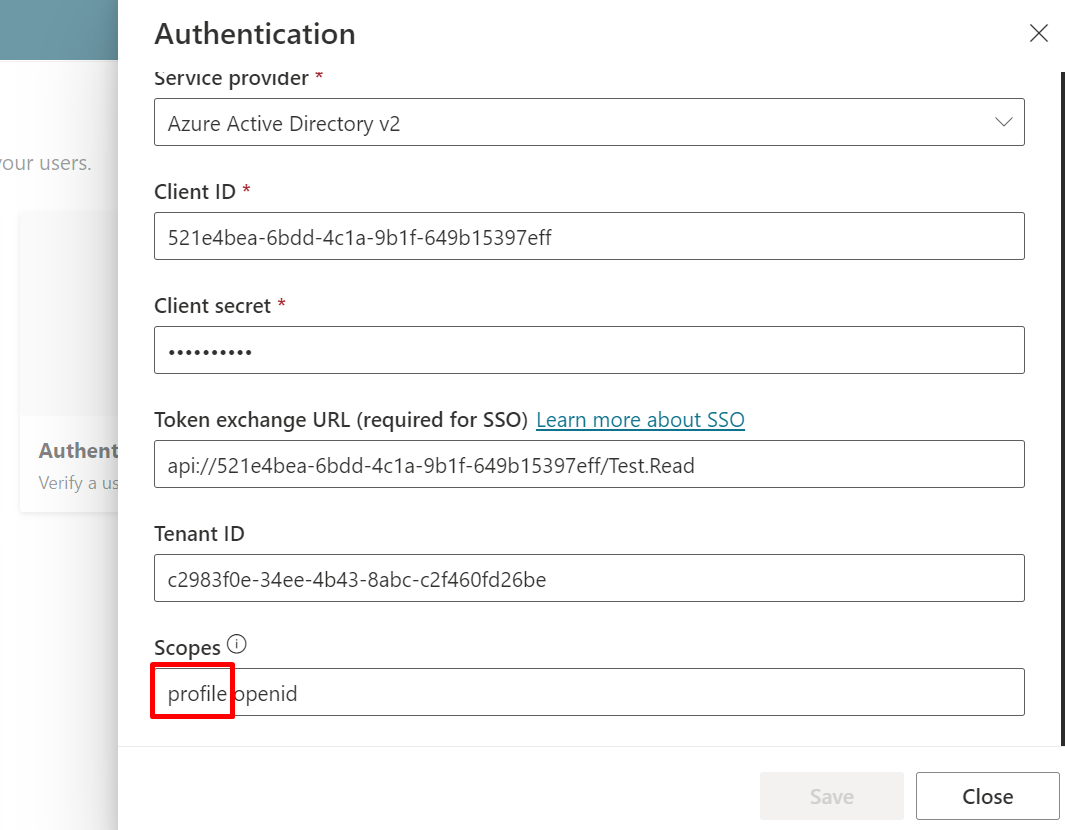 Authentication
Service provider *
Azure Active Directory v2
your users.
Client ID *
521e4bea-6bdd-4c1a-9b1f-649b15397eff
Client secret *
••••••••••
Token exchange URL (required for SSO) Learn more about SSO
Authent
api://521e4bea-6bdd-4c1a-9b1f-649b15397eff/Test.Read
Verify a us
Tenant ID
c2983f0e-34ee-4b43-8abc-c2f460fd26be
Scopes
profile openid
Save
Close